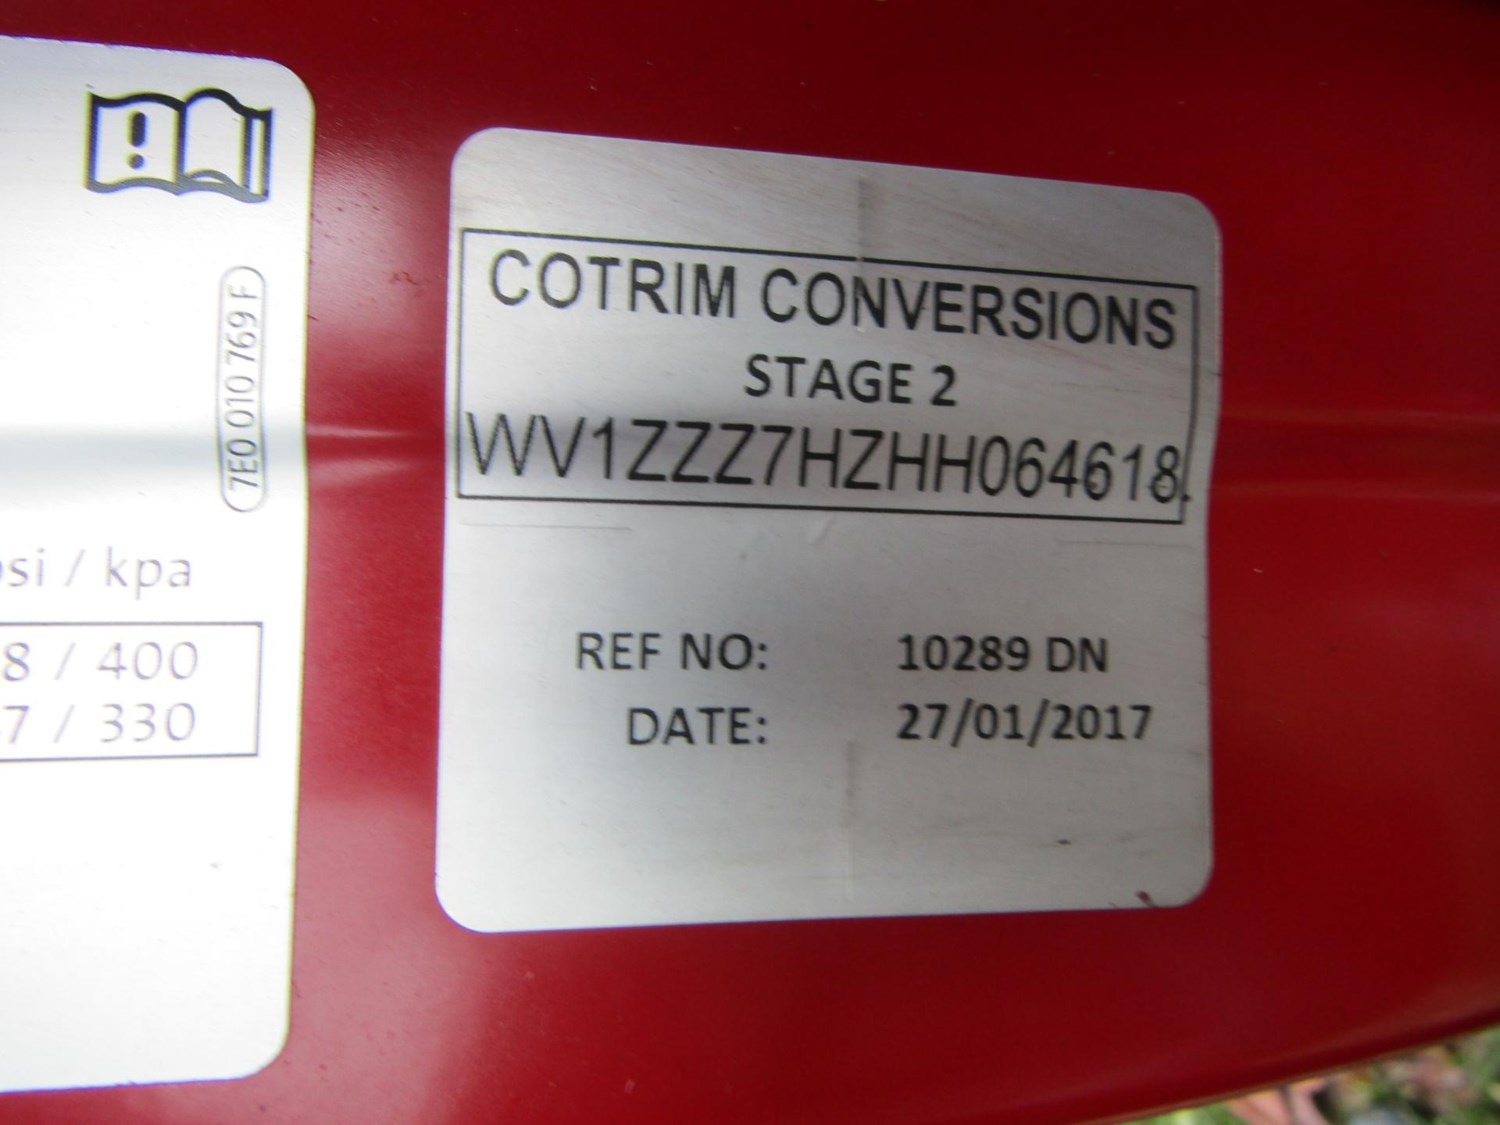 7E0 010 769 F
psi / kpa
8 / 400
7 / 330
COTRIM CONVERSIONS
STAGE 2
WV1ZZZ7HZHH064618.
REF NO: 10289 DN
DATE: 27/01/2017